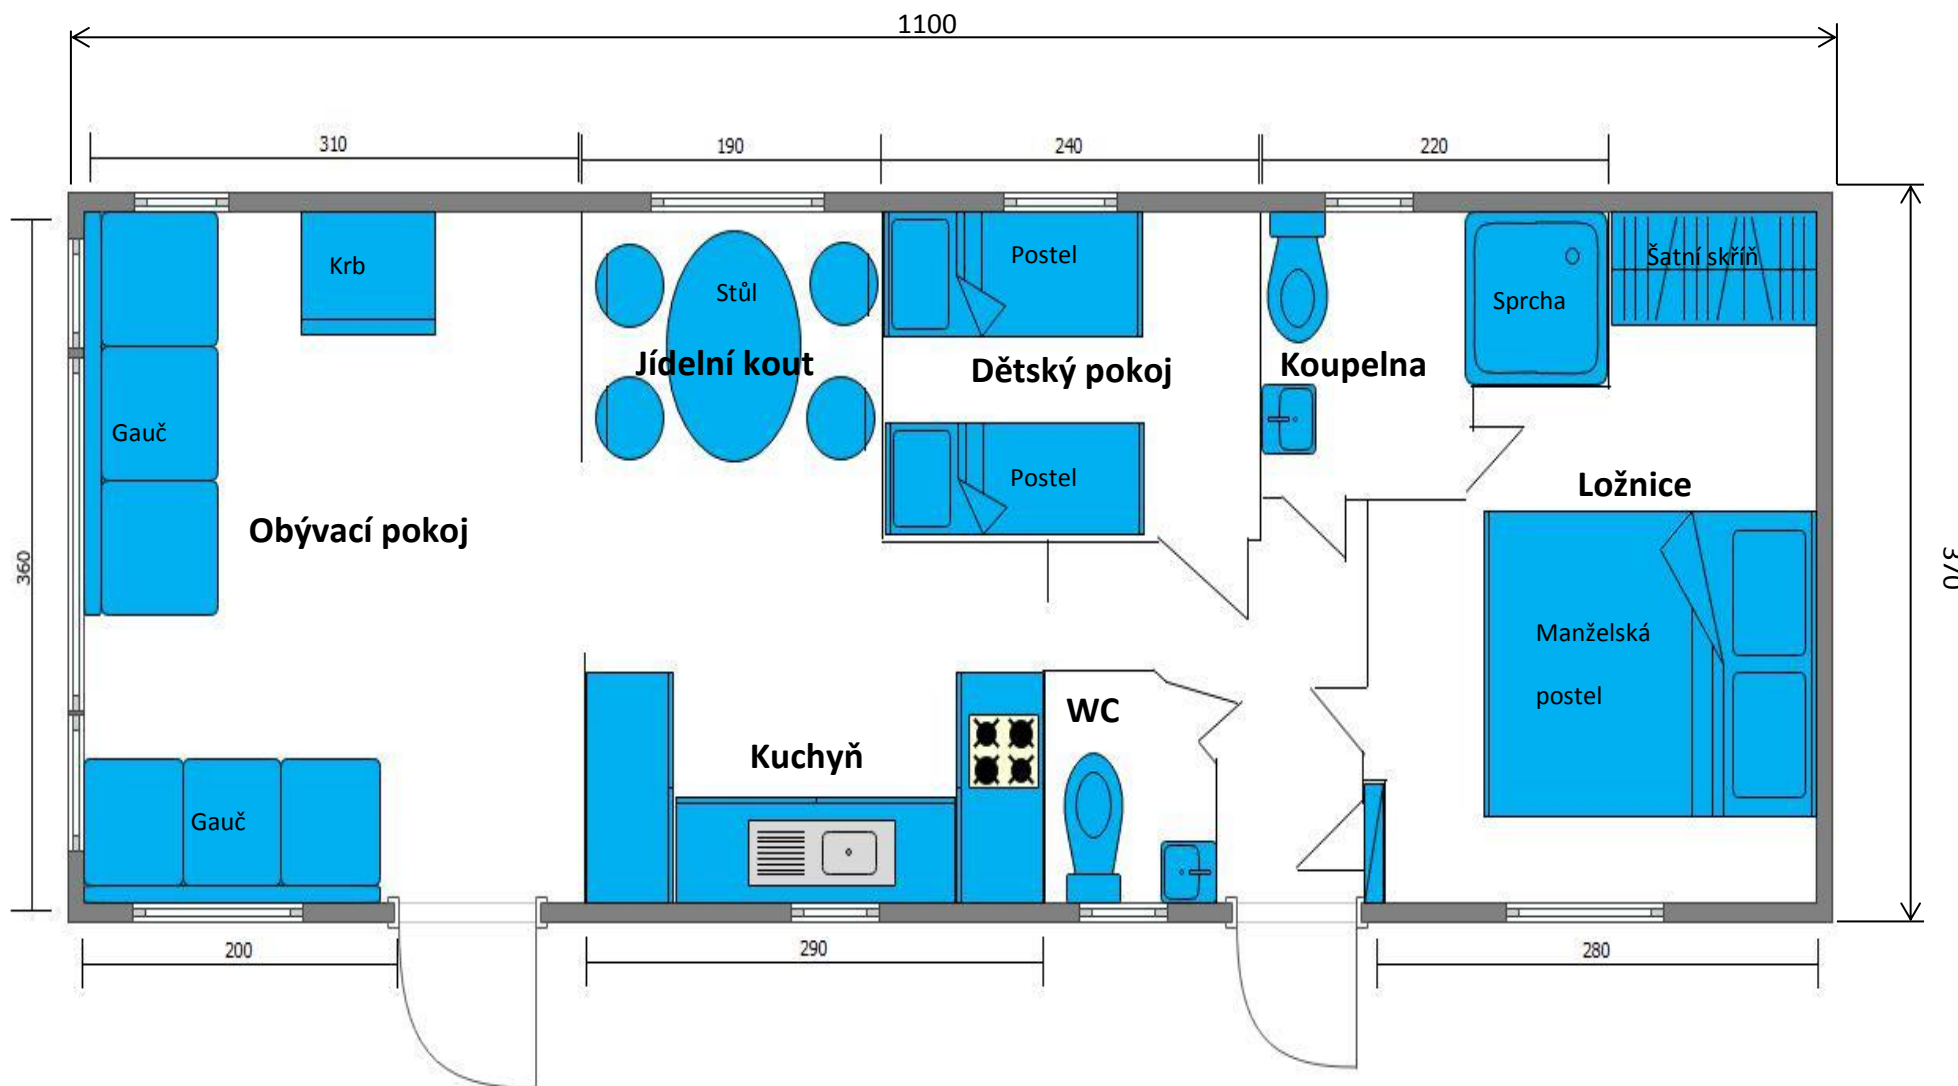 1100
310
190
240
220
Krb
Stůl
Postel
Šatní skříň
Sprcha
Jídelní kout
Dětský pokoj
Koupelna
Gauč
Postel
Ložnice
Obývací pokoj
360
370
Manželská
postel
WC
Kuchyň
Gauč
200
290
280